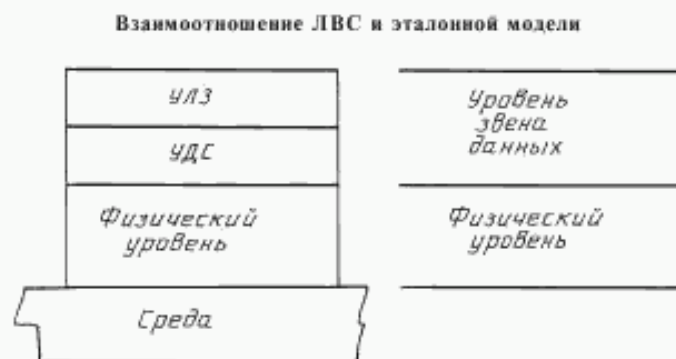 Взаимоотношение ЛВС и эталонной модели
УЛЗ
УДС
Физический
уровень
Среда
Уровень
звена
данных
Физический
уровень